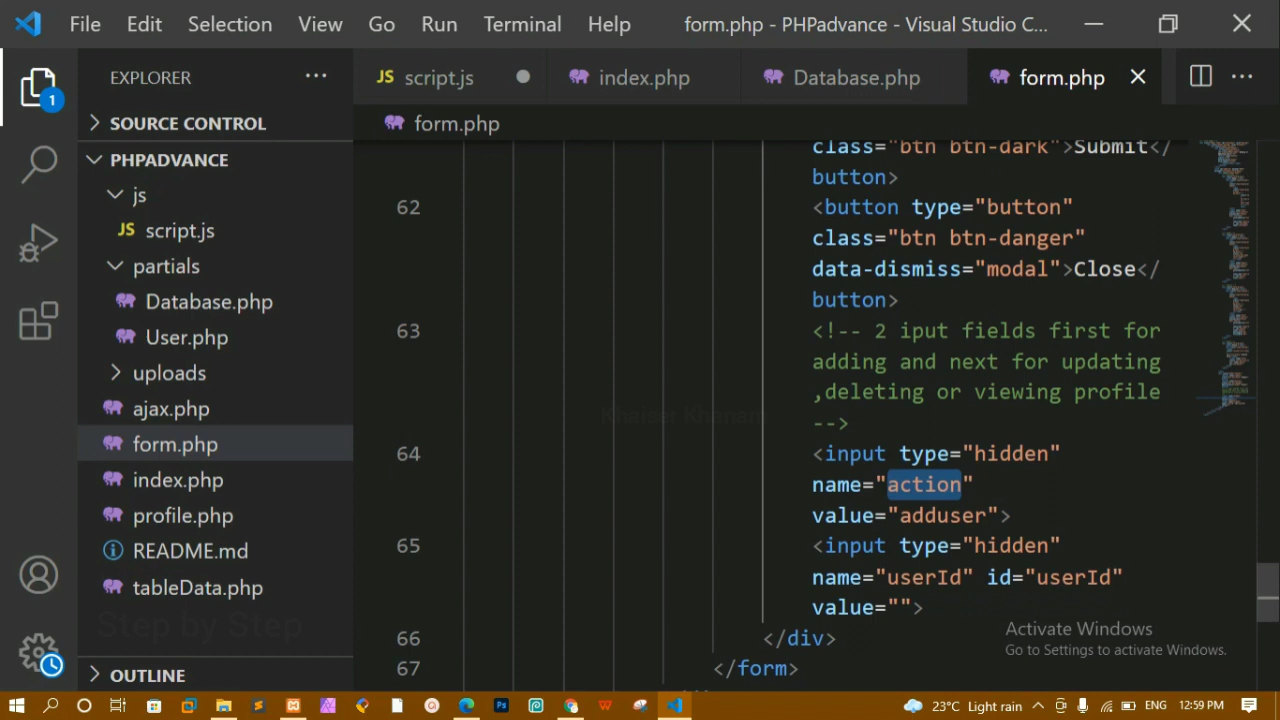 File Edit Selection View Go Run Terminal Help form.php - PHPadvance - Visual Studio C...
EXPLORER
SOURCE CONTROL
PHPADVANCE
js
JS script.js
partials
Database.php
User.php
uploads
ajax.php
form.php
index.php
profile.php
README.md
tableData.php
Step by Step
OUTLINE
1
JS script.js index.php Database.php form.php
form.php
class="btn btn-dark">Submit</
button>
62 <button type="button"
class="btn btn-danger"
data-dismiss="modal">Close</
button>
63 <!-- 2 iput fields first for
adding and next for updating
,deleting or viewing profile
-->
Khaiser Khanam
64 <input type="hidden"
name="action"
value="adduser">
65 <input type="hidden"
name="userId" id="userId"
value="">
66 </div>
67 </form>
Activate Windows
Go to Settings to activate Windows.
23°C Light rain ENG 12:59 PM